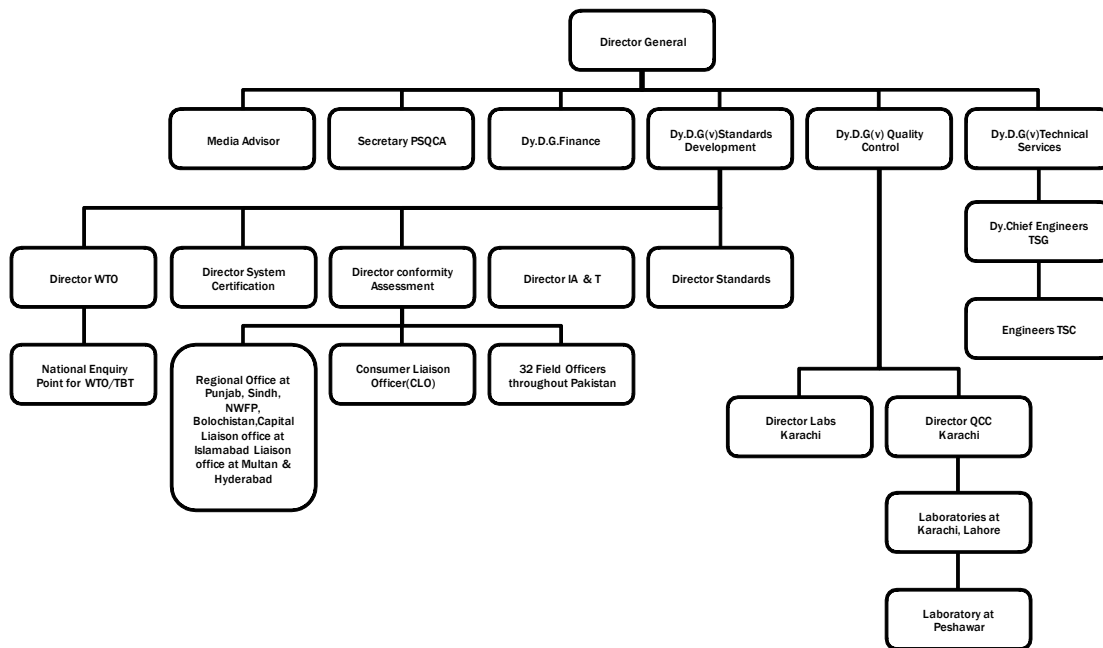 Director General
Media Advisor
Secretary PSQCA
Dy.D.G.Finance
Dy.D.G(v)Standards
Development
Dy.D.G(v) Quality
Control
Dy.D.G(v)Technical
Services
Dy.Chief Engineers
TSG
Director WTO
Director System
Certification
Director conformity
Assessment
Director IA & T
Director Standards
Engineers TSC
National Enquiry
Point for WTO/TBT
Regional Office at
Punjab, Sindh,
NWFP,
Bolochistan,Capital
Liaison office at
Islamabad Liaison
office at Multan &
Hyderabad
Consumer Liaison
Officer(CLO)
32 Field Officers
throughout Pakistan
Director Labs
Karachi
Director QCC
Karachi
Laboratories at
Karachi, Lahore
Laboratory at
Peshawar